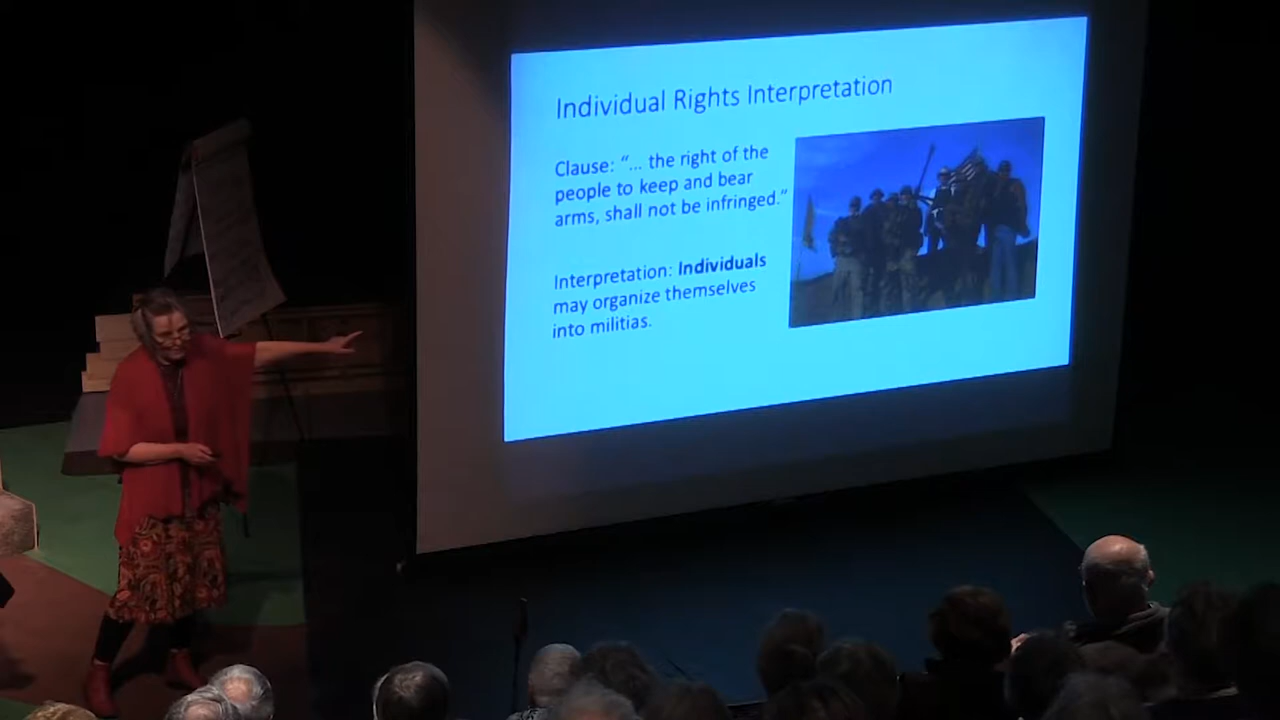 Individual Rights Interpretation
Clause: “... the right of the
people to keep and bear
arms, shall not be infringed.”
Interpretation: Individuals
may organize themselves
into militias.